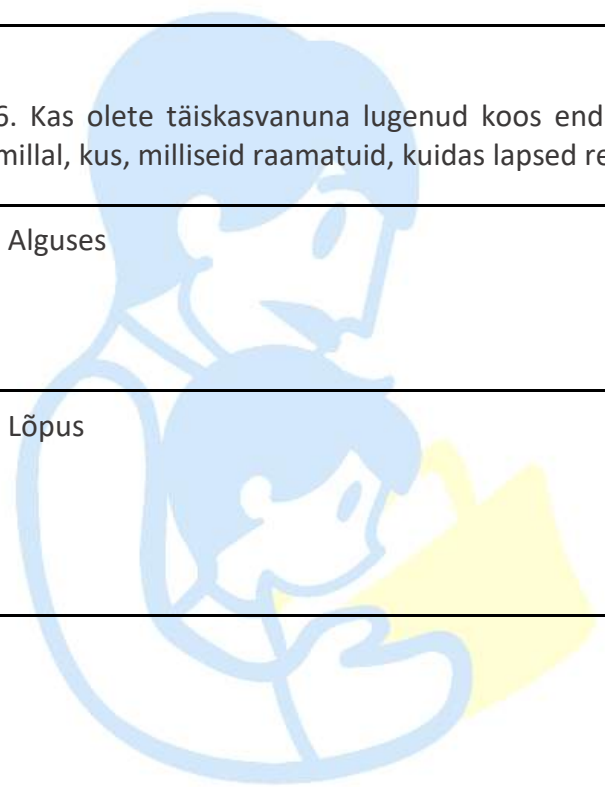 6. Kas olete täiskasvanuna lugenud koos end
millal, kus, milliseid raamatuid, kuidas lapsed re
Alguses
Lõpus